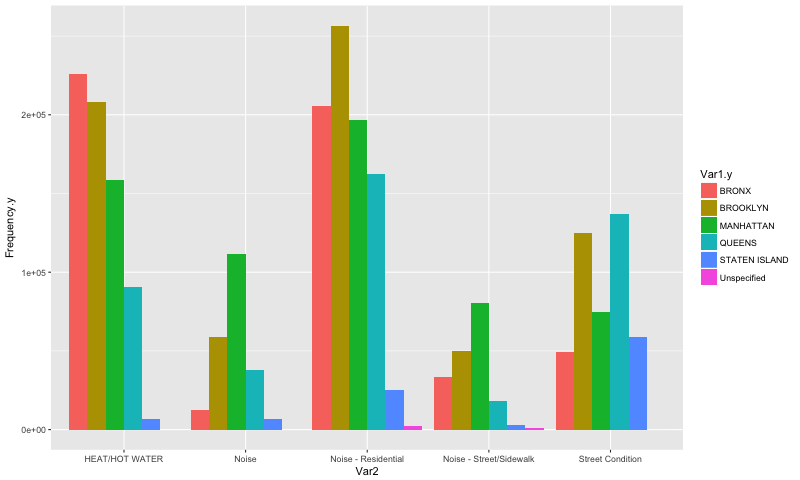 Frequency.y
2e+05
1e+05
0e+00
HEAT/HOT WATER
Noise
Noise - Residential
Noise - Street/Sidewalk
Street Condition
Var2
Var1.y
BRONX
BROOKLYN
MANHATTAN
QUEENS
STATEN ISLAND
Unspecified